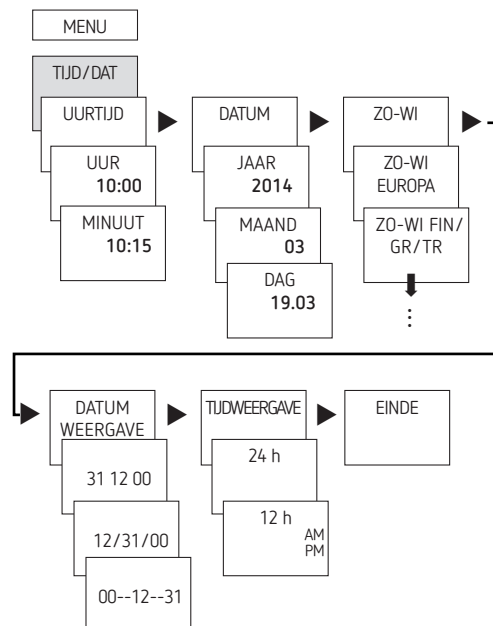 MENU
TIJD/DAT
UURTIJD
UUR
10:00
MINUUT
10:15
DATUM
JAAR
2014
MAAND
03
DAG
19.03
ZO-WI
ZO-WI
EUROPA
ZO-WI FIN/
GR/TR
DATUM
WEERGAVE
31 12 00
12/31/00
00--12--31
TIJDWEERGAVE
24 h
12 h
AM
PM
EINDE